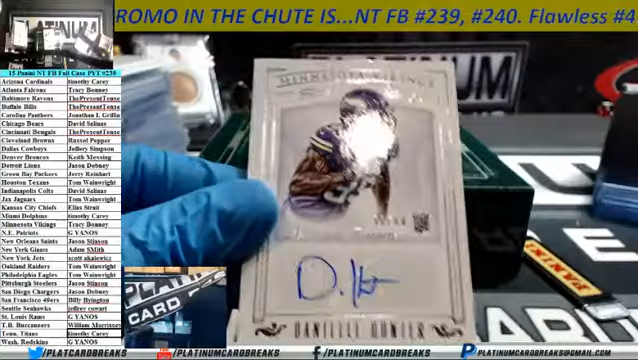 ROMO IN THE CHUTE IS...NT FB #239, #240. Flawless #4
15 Panini NT FB Full Case PYT #239
Arizona Cardinals timothy Carey
Atlanta Falcons Tracy Bonney
Baltimore Ravens ThePresentTense
Buffalo Bills ThePresentTense
Carolina Panthers Jonathan I. Griffin
Chicago Bears David Salinas
Cincinnati Bengals ThePresentTense
Cleveland Browns Russel Pepper
Dallas Cowboys Jeffery Simpson
Denver Broncos Keith Messing
Detroit Lions Jason Dobney
Green Bay Packers Jerry Reinhart
Houston Texans Tom Wainwright
Indianapolis Colts David Salinas
Jax Jaguars Tom Wainwright
Kansas City Chiefs Elias Struit
Miami Dolphins timothy Carey
Minnesota Vikings Tracy Bonney
N.E. Patriots G YANOS
New Orleans Saints Jason Stinson
New York Giants Adam SMith
New York Jets scott akalewicz
Oakland Raiders Tom Wainwright
Philadelphia Eagles Tom Wainwright
Pittsburgh Steelers Jason Stinson
San Diego Chargers Jason Dobney
San Francisco 49ers Billy Byington
Seattle Seahawks jeffrey cowart
St. Louis Rams G YANOS
T.B. Buccaneers William Morrissey
Tenn. Titans timothy Carey
Wash. Redskins G YANOS
MINNESOTA VIKINGS
DANIELLE HUNTER
/PLATCARDBREAKS @PLATINUMCARDBREAKS f/PLATINUMCARDBREAKS PLATINUMCARDBREAKS